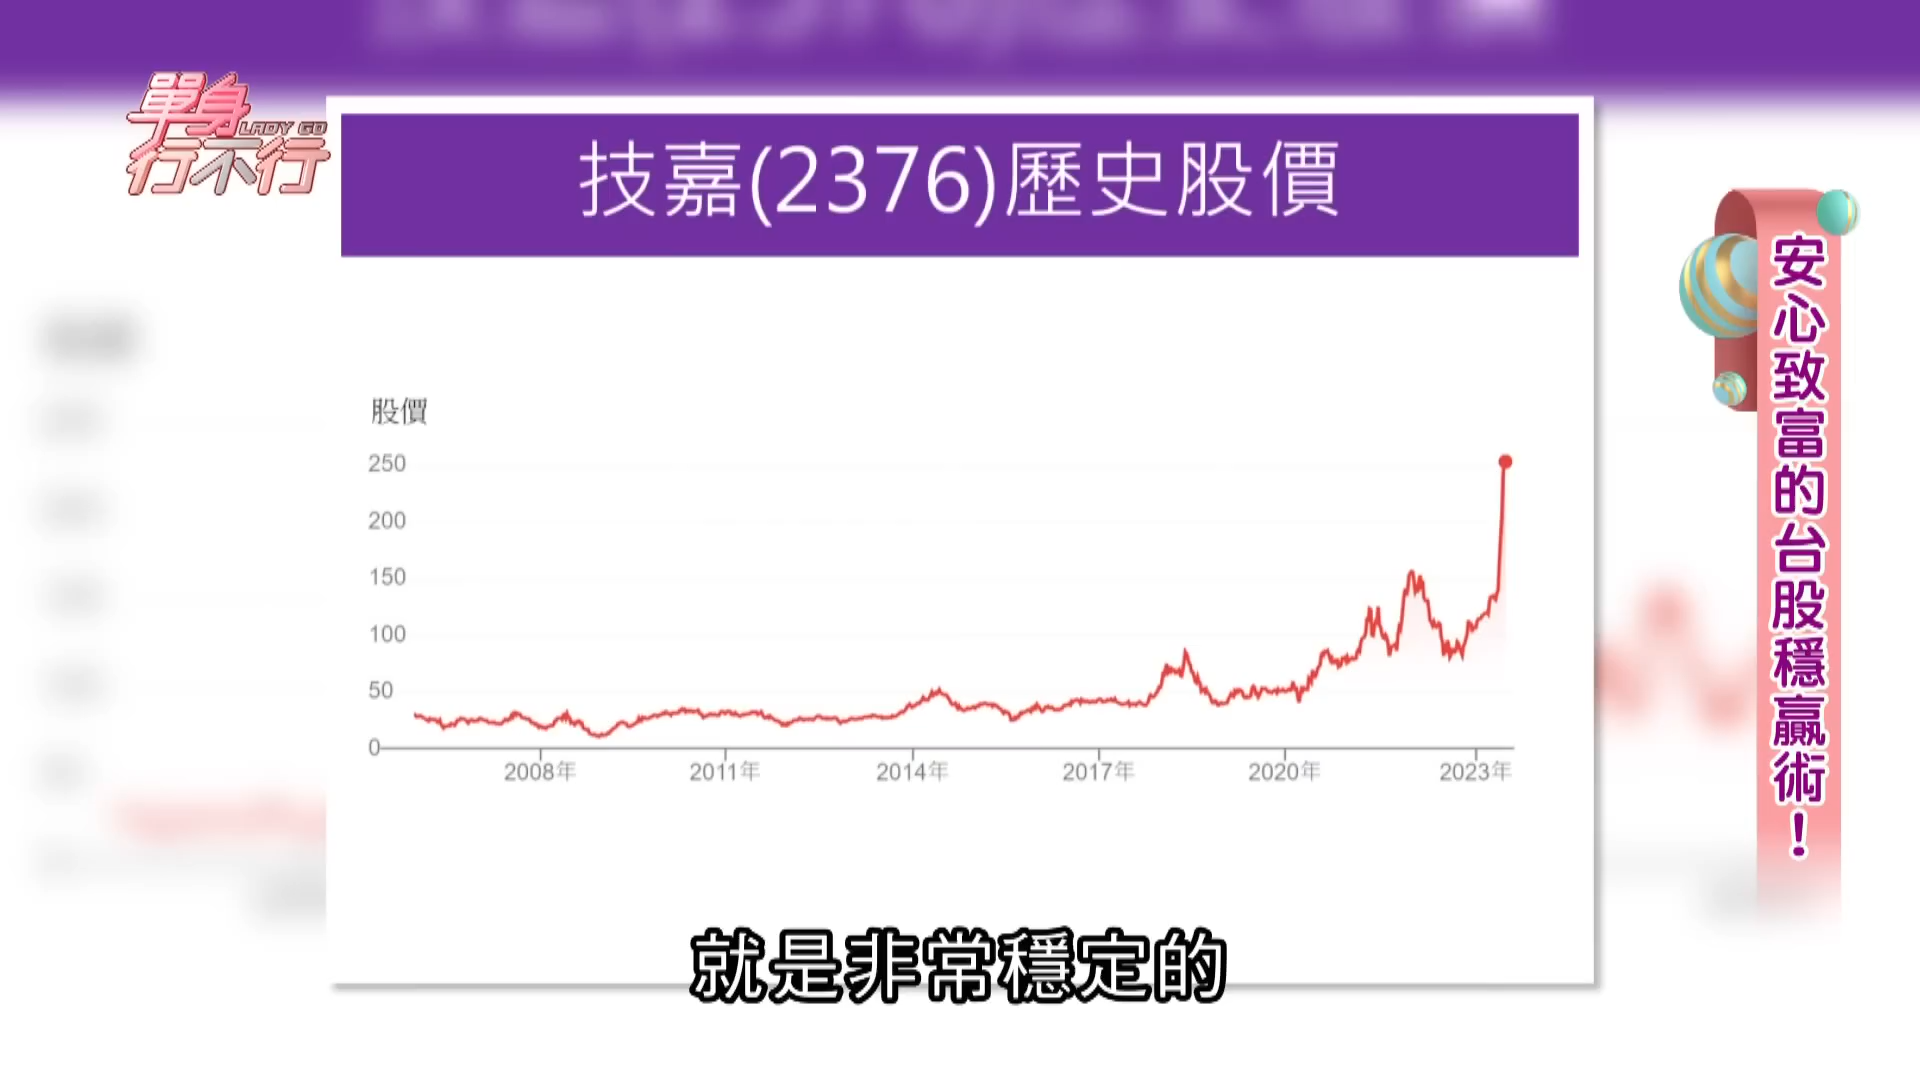 單身
LADY GO
行不行
技嘉(2376)歷史股價
股價
250
200
150
100
50
0
2008年 2011年 2014年 2017年 2020年 2023年
安心致富的台股穩贏術！
就是非常穩定的